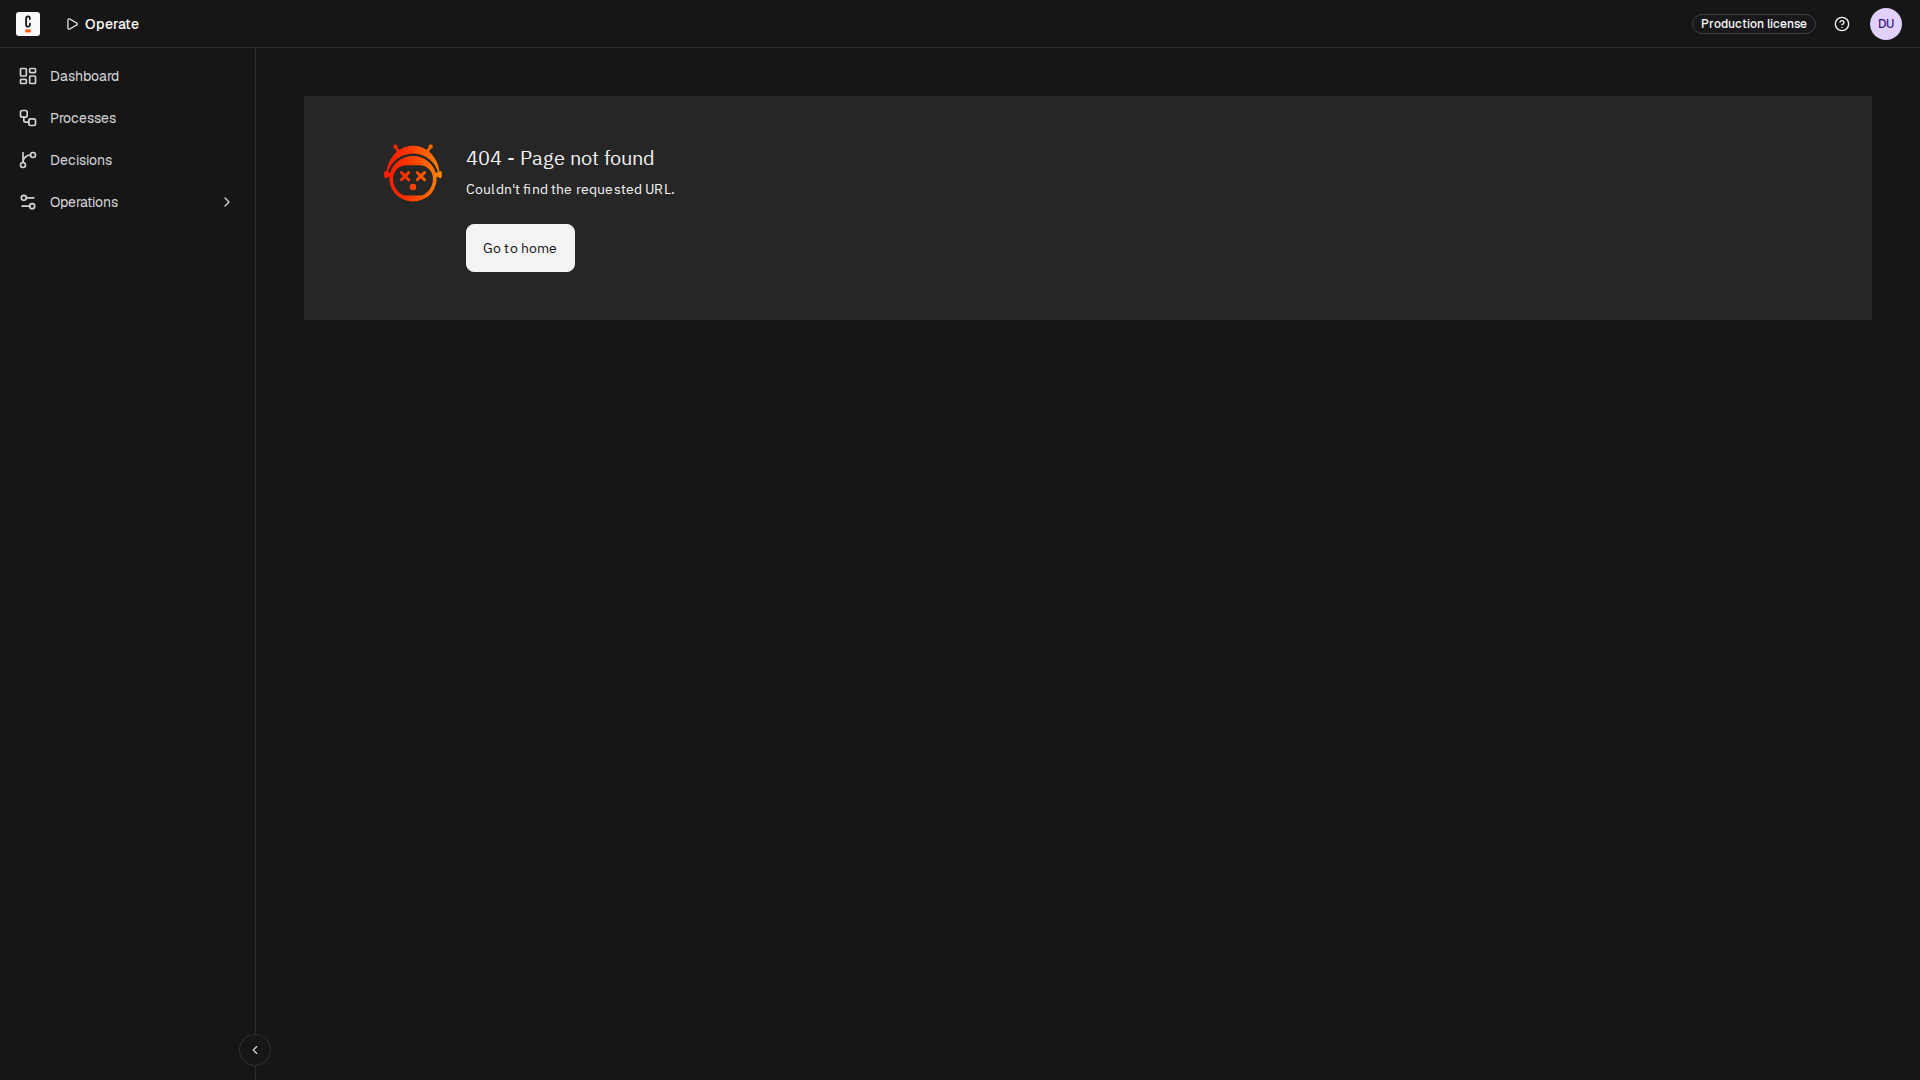 C
Operate
Production license
DU
Dashboard
Processes
Decisions
Operations
404 - Page not found
Couldn't find the requested URL.
Go to home